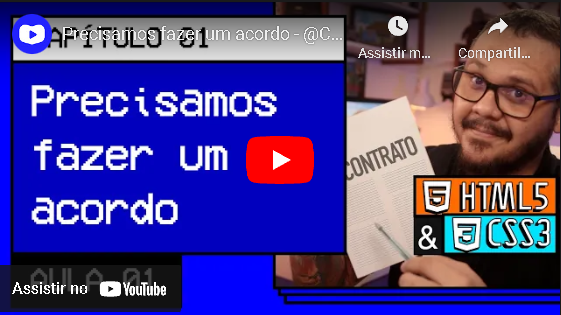 CAPÍTULO 01
Precisamos fazer um acordo - @C...
Assistir m...
Compartil...
Precisamos
fazer um
acordo
CONTRATO
HTML5
& CSS3
AULA 01
Assistir no YouTube